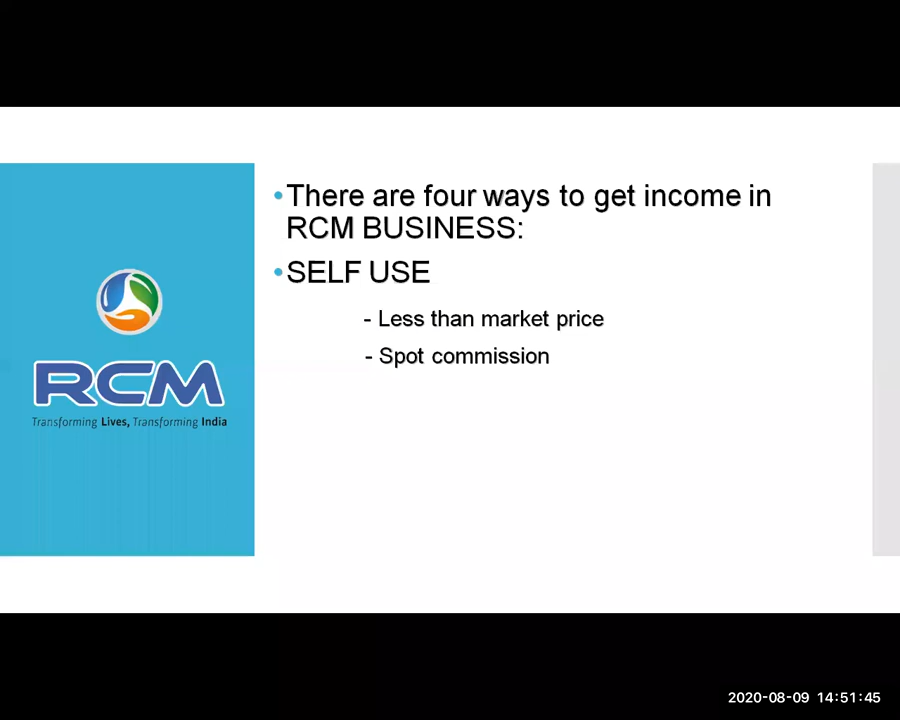 •There are four ways to get income in
RCM BUSINESS:
•SELF USE
- Less than market price
- Spot commission
RCM
Transforming Lives, Transforming India
2020-08-09 14:51:45